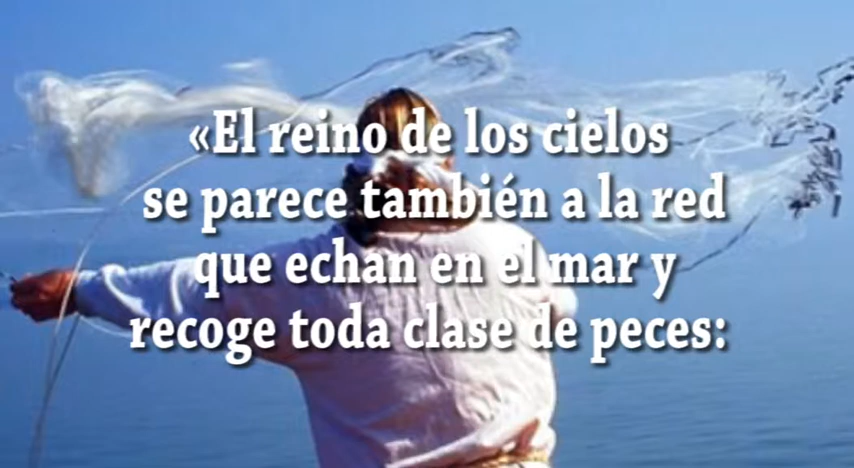 «El reino de los cielos
se parece también a la red
que echan en el mar y
recoge toda clase de peces: